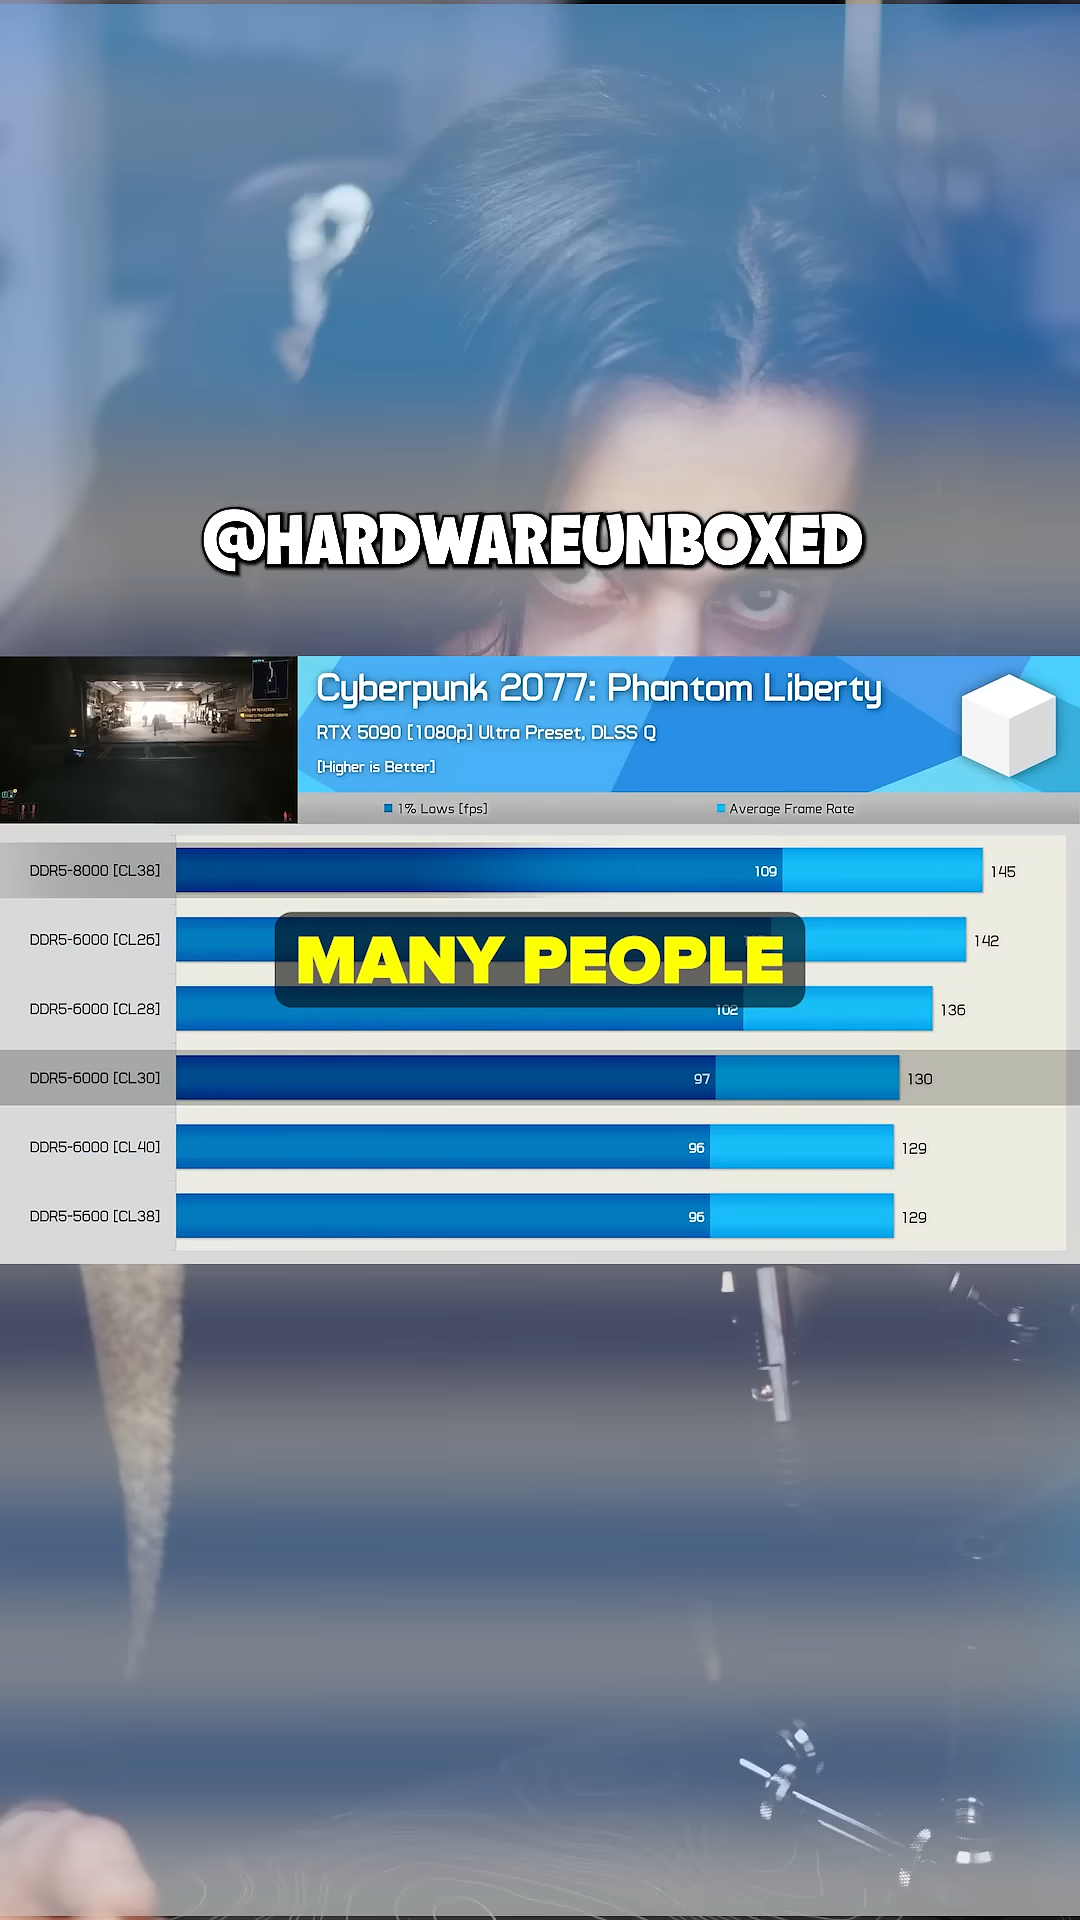 @HARDWAREUNBOXED
Cyberpunk 2077: Phantom Liberty
RTX 5090 [1080p] Ultra Preset, DLSS Q
[Higher is Better]
1% Lows [fps]
Average Frame Rate
DDR5-8000 [CL38]
109
145
DDR5-6000 [CL26]
142
MANY PEOPLE
DDR5-6000 [CL28]
102
136
DDR5-6000 [CL30]
97
130
DDR5-6000 [CL40]
96
129
DDR5-5600 [CL38]
96
129